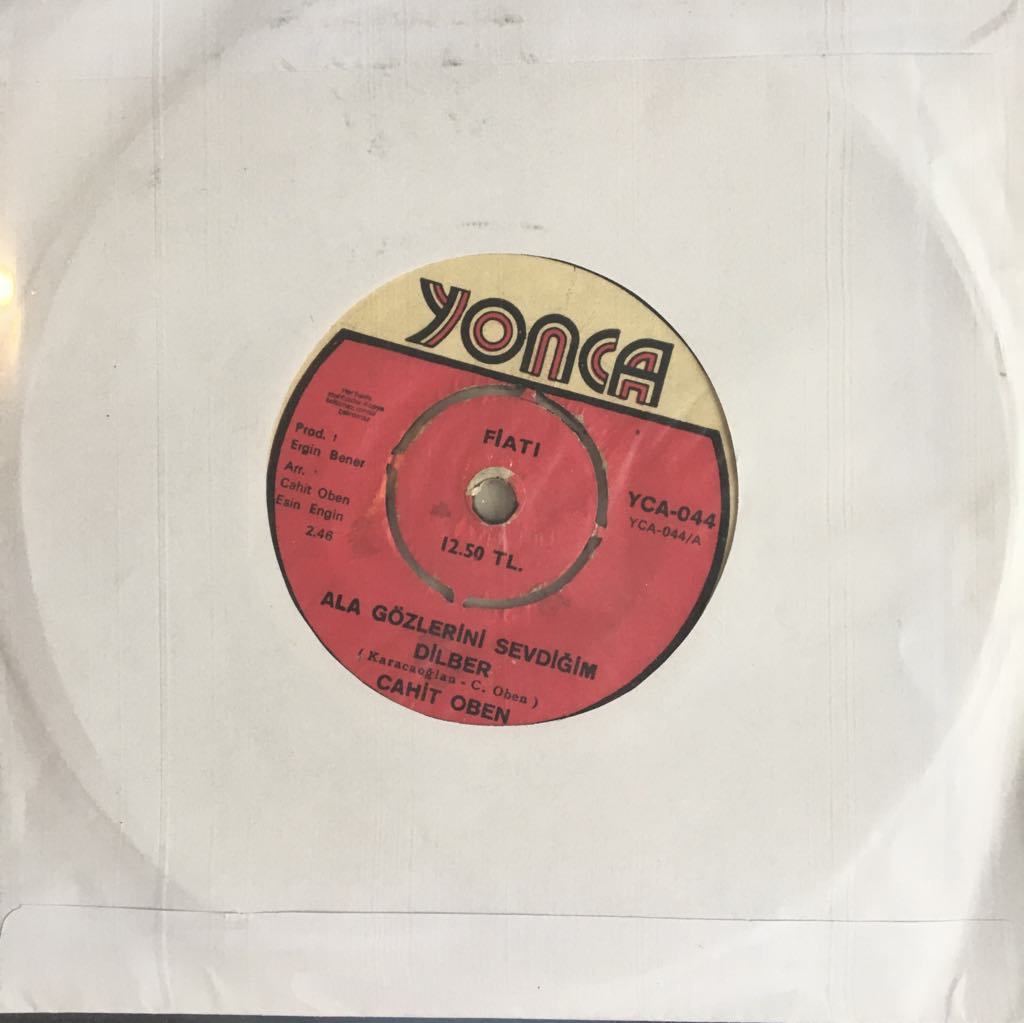 YONCA
Prod. :
Ergin Bener
Arr.
Cahit Oben
Esin Engin
2.46
FİATI
12.50 TL.
YCA-044
YCA-044/A
ALA GÖZLERİNİ SEVDİĞİM
DİLBER
( Karacaoğlan - C. Oben )
CAHİT OBEN